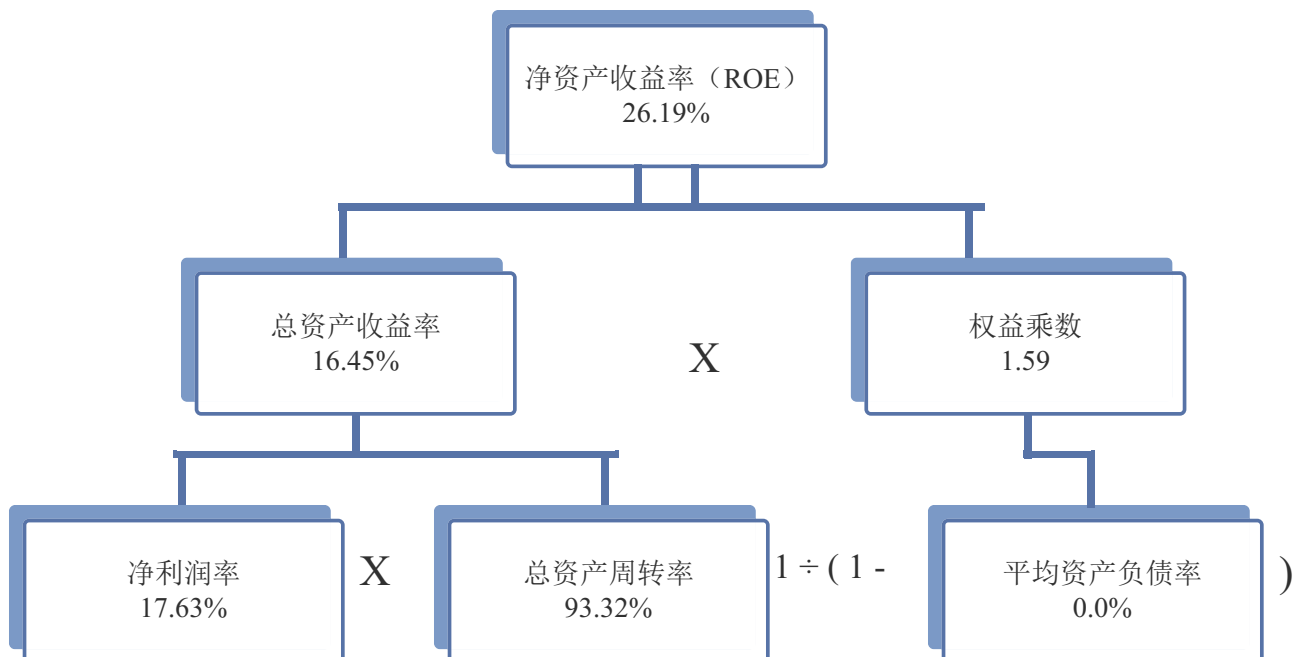 净资产收益率（ROE）
26.19%
总资产收益率
16.45%
X
权益乘数
1.59
净利润率
17.63%
X
总资产周转率
93.32%
1 ÷ ( 1 -
平均资产负债率
0.0%
)